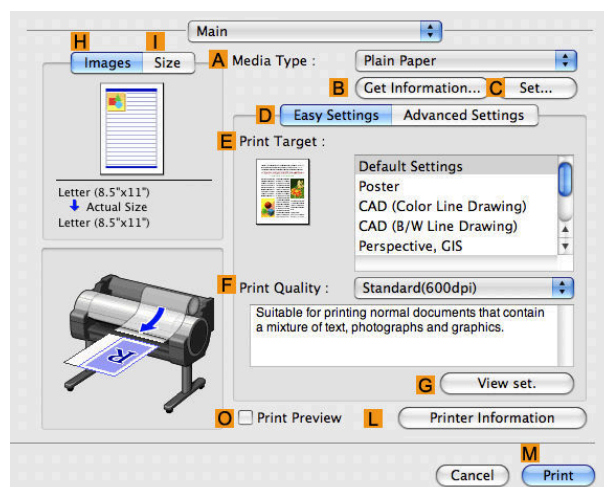 Main
H
I
Images
Size
A
Media Type :
Plain Paper
B
Get Information...
C
Set...
D
Easy Settings
Advanced Settings
E
Print Target :
Default Settings
Poster
CAD (Color Line Drawing)
CAD (B/W Line Drawing)
Perspective, GIS
Letter (8.5"x11")
Actual Size
Letter (8.5"x11")
F
Print Quality :
Standard(600dpi)
Suitable for printing normal documents that contain
a mixture of text, photographs and graphics.
R
G
View set.
O
Print Preview
L
Printer Information
M
Cancel
Print